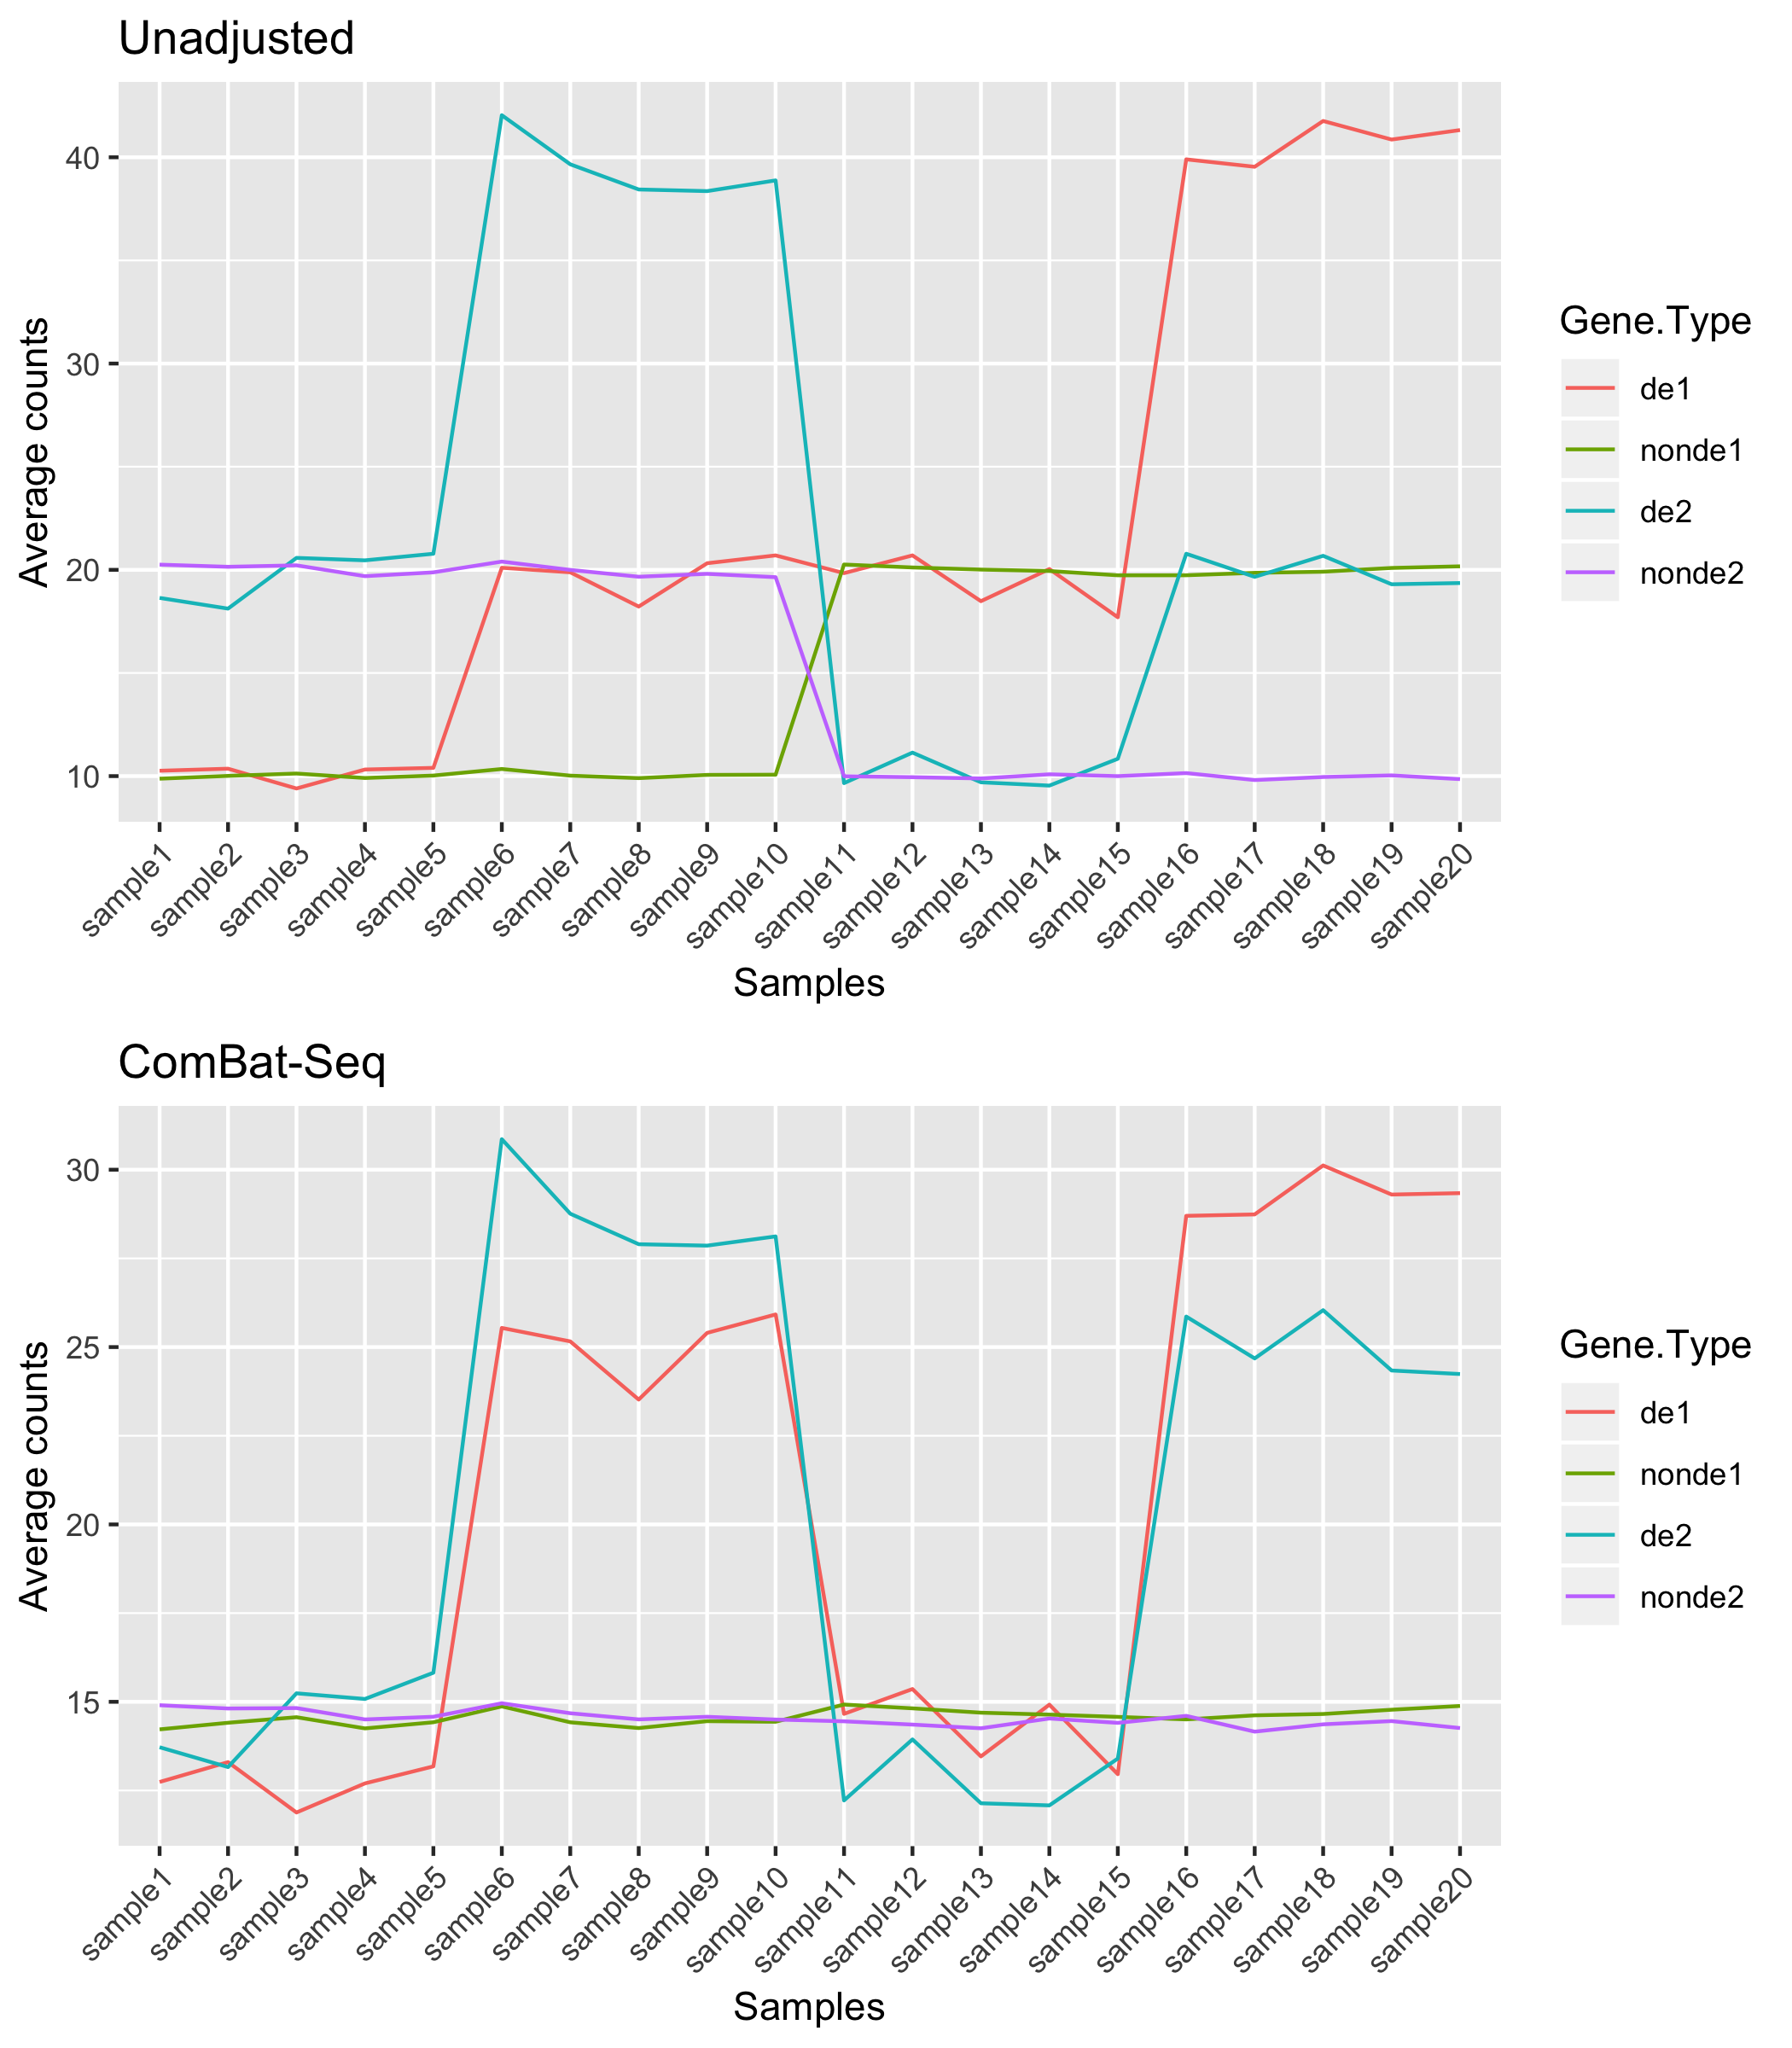 Unadjusted
Average counts
40
30
20
10
sample1
sample2
sample3
sample4
sample5
sample6
sample7
sample8
sample9
sample10
sample11
sample12
sample13
sample14
sample15
sample16
sample17
sample18
sample19
sample20
Samples
Gene.Type
de1
nonde1
de2
nonde2
ComBat-Seq
Average counts
30
25
20
15
sample1
sample2
sample3
sample4
sample5
sample6
sample7
sample8
sample9
sample10
sample11
sample12
sample13
sample14
sample15
sample16
sample17
sample18
sample19
sample20
Samples
Gene.Type
de1
nonde1
de2
nonde2